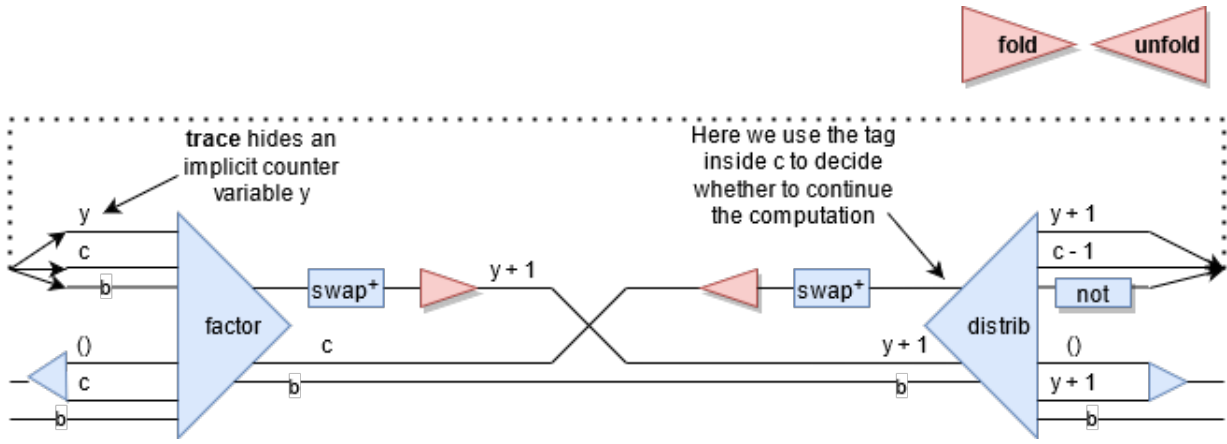 fold
unfold
trace hides an
implicit counter
variable y
Here we use the tag
inside c to decide
whether to continue
the computation
y
c
b
()
c
b
factor
swap+
y + 1
c
b
swap+
y + 1
b
distrib
y + 1
c - 1
not
()
y + 1
b